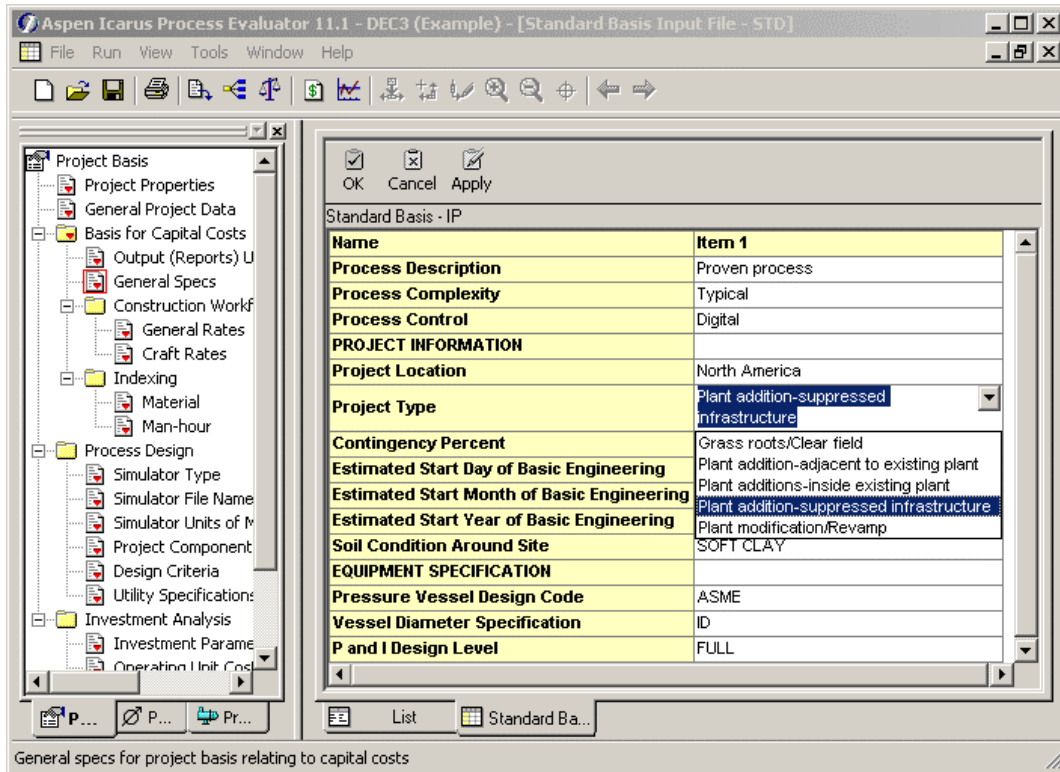 Aspen Icarus Process Evaluator 11.1 - DEC3 (Example) - [Standard Basis Input File - STD]
File Run View Tools Window Help
Project Basis
Project Properties
General Project Data
Basis for Capital Costs
Output (Reports) U
General Specs
Construction Workf
General Rates
Craft Rates
Indexing
Material
Man-hour
Process Design
Simulator Type
Simulator File Name
Simulator Units of M
Project Component
Design Criteria
Utility Specifications
Investment Analysis
Investment Parame
Operating Unit Cost
P...
P...
Pr...
OK Cancel Apply
Standard Basis - IP
Name Item 1
Process Description Proven process
Process Complexity Typical
Process Control Digital
PROJECT INFORMATION
Project Location North America
Project Type Plant addition-suppressed
infrastructure
Contingency Percent
Estimated Start Day of Basic Engineering
Estimated Start Month of Basic Engineering
Estimated Start Year of Basic Engineering
Grass roots/Clear field
Plant addition-adjacent to existing plant
Plant additions-inside existing plant
Plant addition-suppressed infrastructure
Plant modification/Revamp
Soil Condition Around Site SOFT CLAY
EQUIPMENT SPECIFICATION
Pressure Vessel Design Code ASME
Vessel Diameter Specification ID
P and I Design Level FULL
List
Standard Ba...
General specs for project basis relating to capital costs